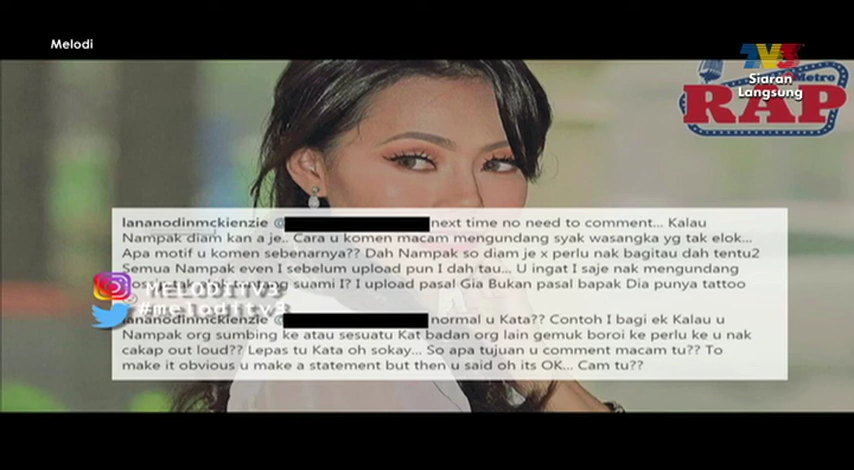 Melodi
TV3
Siaran
Langsung
Metro
RAP
lananodinmckienzie @ next time no need to comment... Kalau
Nampak diam kan a je.. Cara u komen macam mengundang syak wasangka yg tak elok...
Apa motif u komen sebenarnya?? Dah Nampak so diam je x perlu nak bagitau dah tentu2
Semua Nampak even I sebelum upload pun I dah tau... U ingat I saje nak mengundang
suami I? I upload pasal Gia Bukan pasal bapak Dia punya tattoo
MELODITV3
#meloditv3
lananodinmckienzie @ normal u Kata?? Contoh I bagi ek Kalau u
Nampak org sumbing ke atau sesuatu Kat badan org lain gemuk boroi ke perlu ke u nak
cakap out loud?? Lepas tu Kata oh sokay... So apa tujuan u comment macam tu?? To
make it obvious u make a statement but then u said oh its OK... Cam tu??